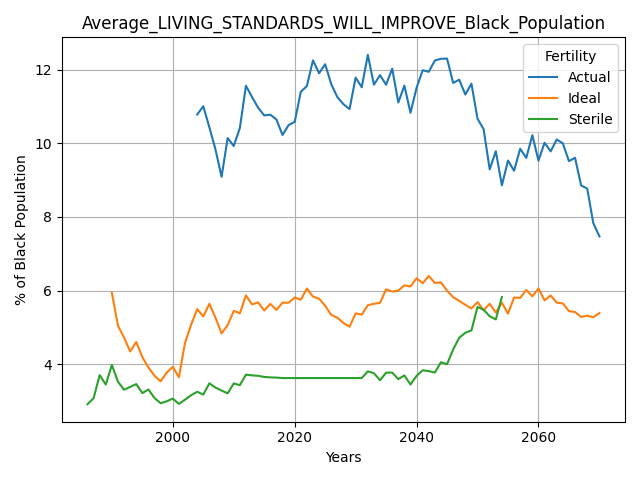 Average_LIVING_STANDARDS_WILL_IMPROVE_Black_Population
Fertility
Actual
Ideal
Sterile
% of Black Population
12
10
8
6
4
2000
2020
2040
2060
Years